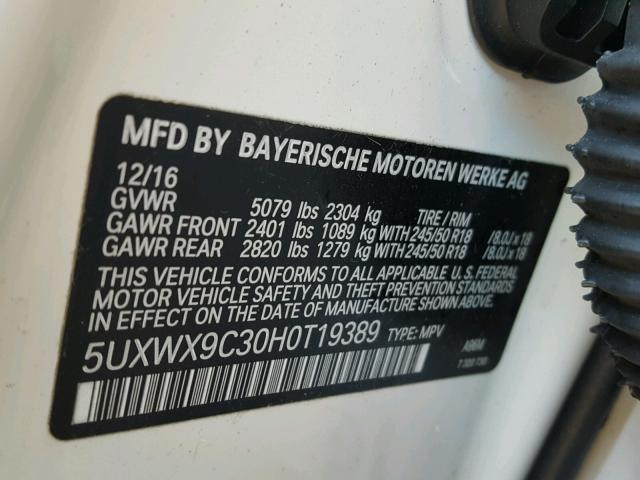 MFD BY BAYERISCHE MOTOREN WERKE AG
12/16
GVWR 5079 lbs 2304 kg TIRE / RIM
GAWR FRONT 2401 lbs 1089 kg WITH 245/50 R18 /8.0J x 18
GAWR REAR 2820 lbs 1279 kg WITH 245/50 R18 /8.0J x 18
THIS VEHICLE CONFORMS TO ALL APPLICABLE U.S. FEDERAL
MOTOR VEHICLE SAFETY AND THEFT PREVENTION STANDARDS
IN EFFECT ON THE DATE OF MANUFACTURE SHOWN ABOVE.
5UXWX9C30H0T19389 TYPE: MPV